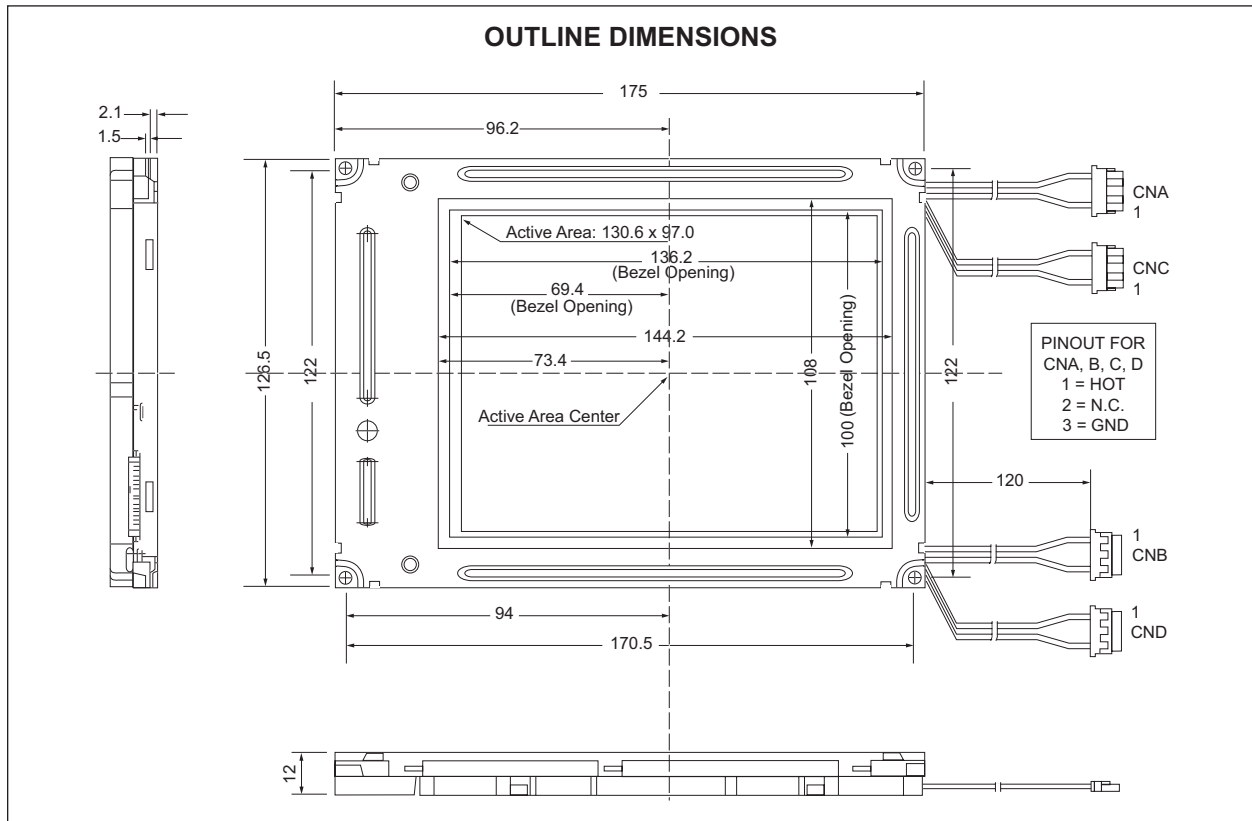 OUTLINE DIMENSIONS
175
2.1
1.5
96.2
CNA
1
Active Area: 130.6 x 97.0
136.2
(Bezel Opening)
CNC
1
69.4
(Bezel Opening)
144.2
73.4
126.5
122
108
100 (Bezel Opening)
122
PINOUT FOR
CNA, B, C, D
1 = HOT
2 = N.C.
3 = GND
Active Area Center
120
1
CNB
94
1
CND
170.5
12